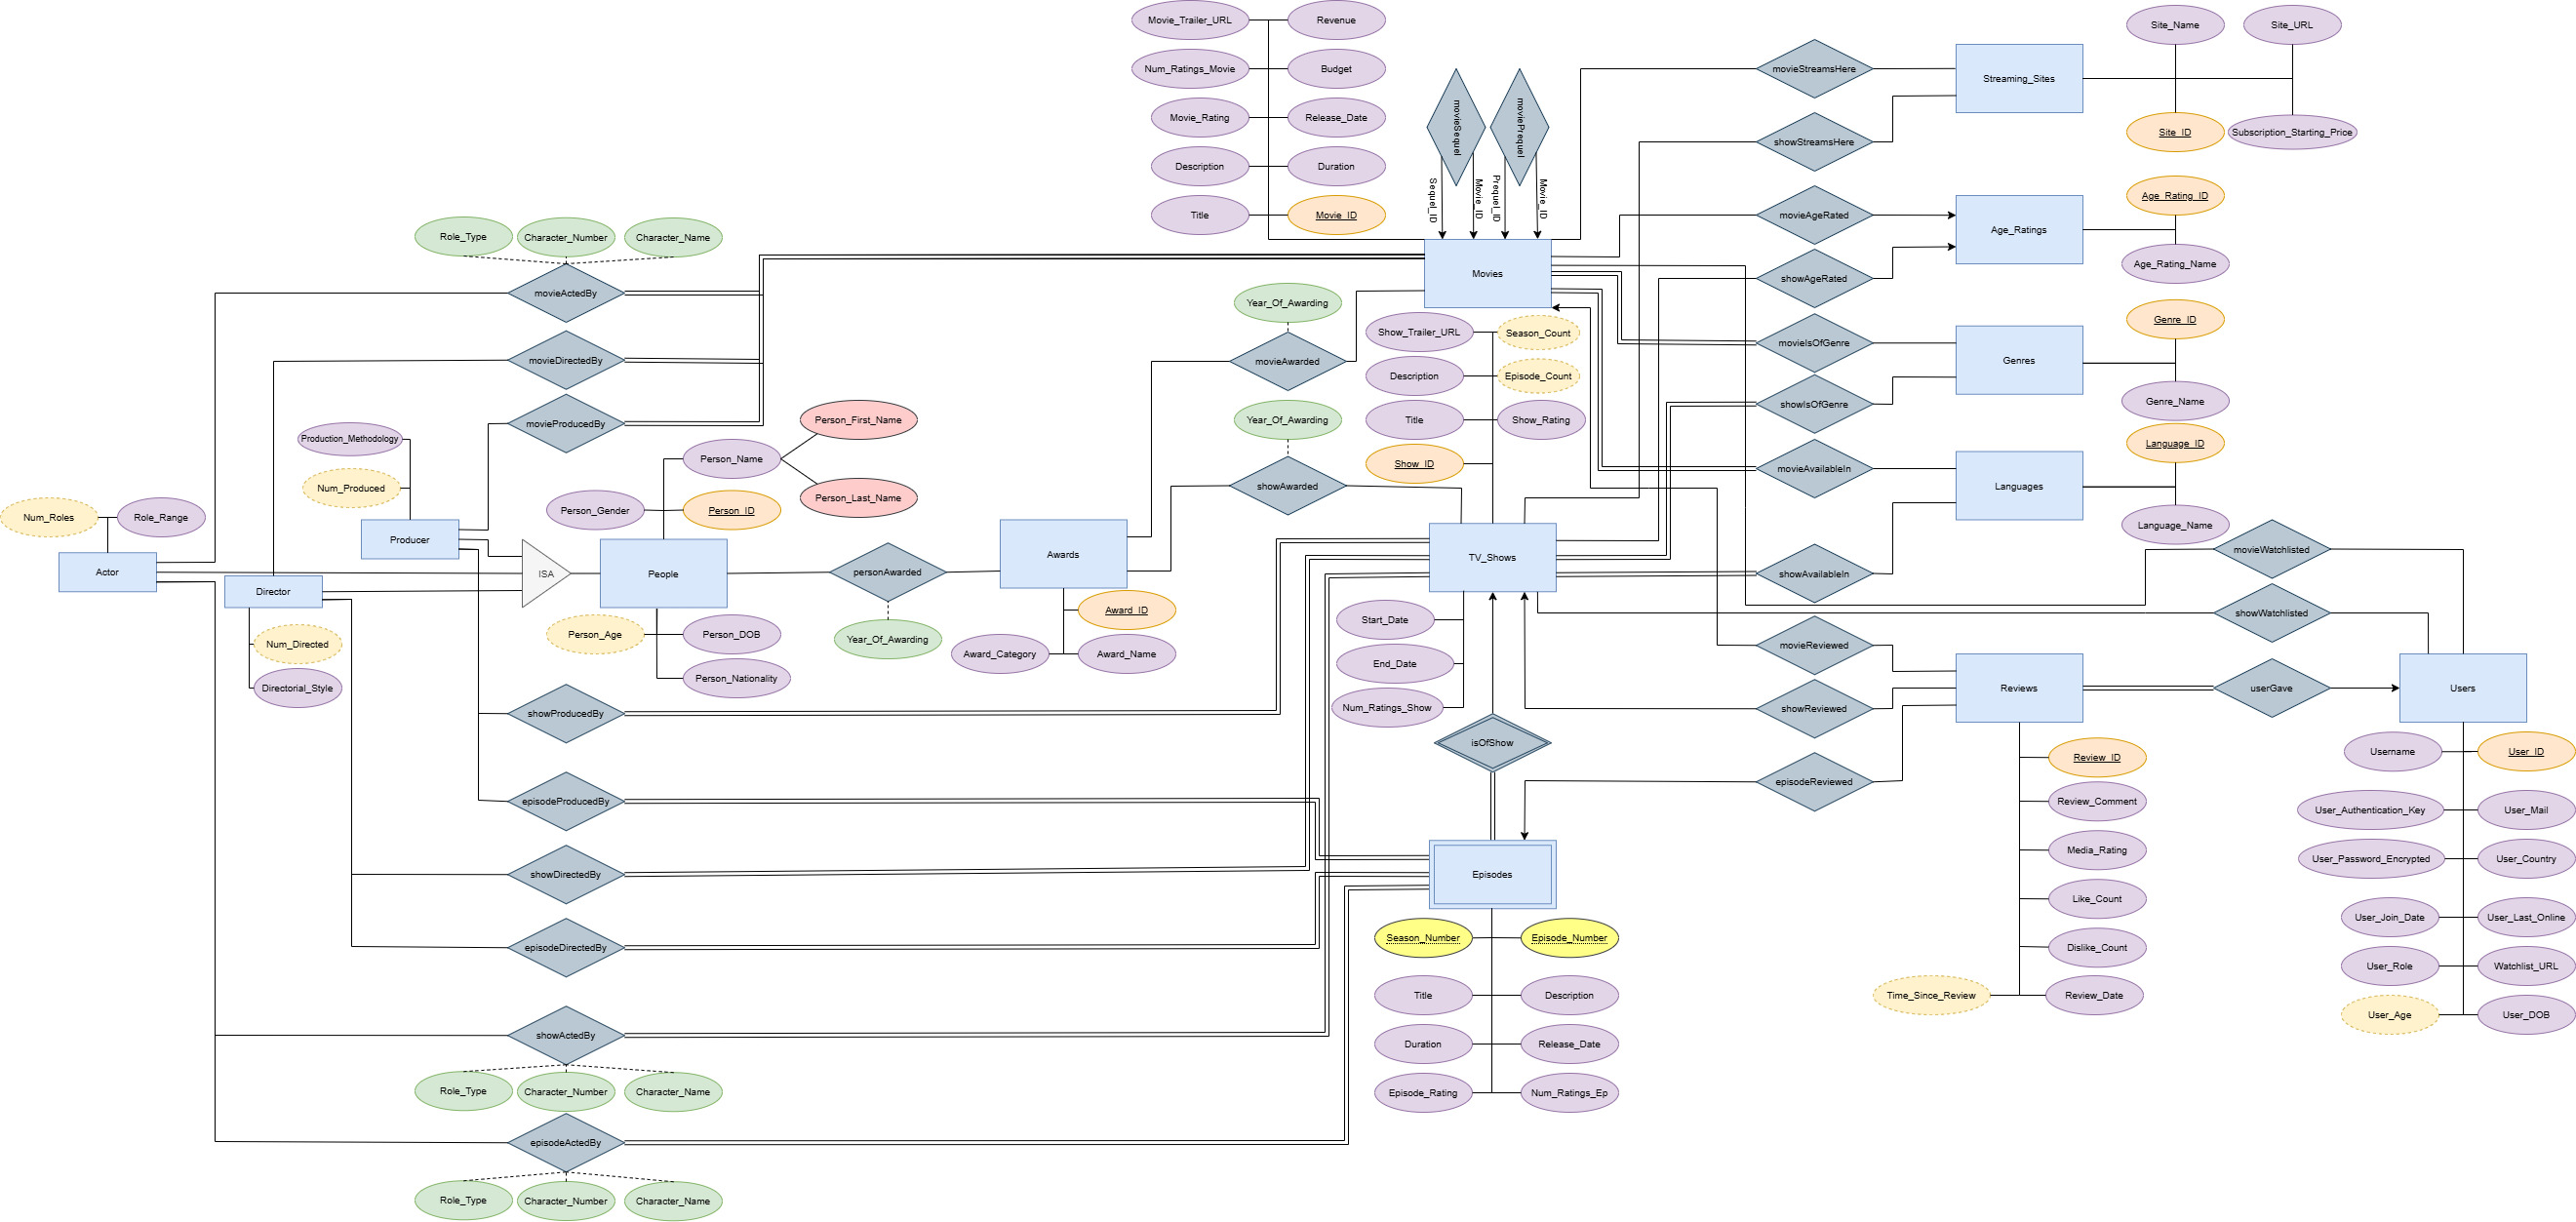 Movie_Trailer_URL
Revenue
Num_Ratings_Movie
Budget
Movie_Rating
Release_Date
Description
Duration
Title
Movie_ID
movieSequel
moviePrequel
Sequel_ID
Movie_ID
Prequel_ID
Movie_ID
Movies
movieStreamsHere
showStreamsHere
Streaming_Sites
Site_Name
Site_URL
Site_ID
Subscription_Starting_Price
movieAgeRated
showAgeRated
Age_Ratings
Age_Rating_ID
Age_Rating_Name
movieIsOfGenre
showIsOfGenre
Genres
Genre_ID
Genre_Name
movieAvailableIn
showAvailableIn
Languages
Language_ID
Language_Name
Role_Type
Character_Number
Character_Name
movieActedBy
movieDirectedBy
movieProducedBy
Year_Of_Awarding
movieAwarded
Year_Of_Awarding
showAwarded
Show_Trailer_URL
Season_Count
Description
Episode_Count
Title
Show_Rating
Show_ID
TV_Shows
Production_Methodology
Num_Produced
Producer
Num_Roles
Role_Range
Actor
Director
Num_Directed
Directorial_Style
ISA
Person_First_Name
Person_Name
Person_Last_Name
Person_Gender
Person_ID
People
Person_Age
Person_DOB
Person_Nationality
personAwarded
Year_Of_Awarding
Awards
Award_ID
Award_Category
Award_Name
Start_Date
End_Date
Num_Ratings_Show
isOfShow
movieWatchlisted
showWatchlisted
movieReviewed
showReviewed
episodeReviewed
Reviews
userGave
Users
Review_ID
Review_Comment
Media_Rating
Like_Count
Dislike_Count
Time_Since_Review
Review_Date
Username
User_ID
User_Authentication_Key
User_Mail
User_Password_Encrypted
User_Country
User_Join_Date
User_Last_Online
User_Role
Watchlist_URL
User_Age
User_DOB
showProducedBy
episodeProducedBy
showDirectedBy
episodeDirectedBy
showActedBy
Role_Type
Character_Number
Character_Name
episodeActedBy
Role_Type
Character_Number
Character_Name
Episodes
Season_Number
Episode_Number
Title
Description
Duration
Release_Date
Episode_Rating
Num_Ratings_Ep